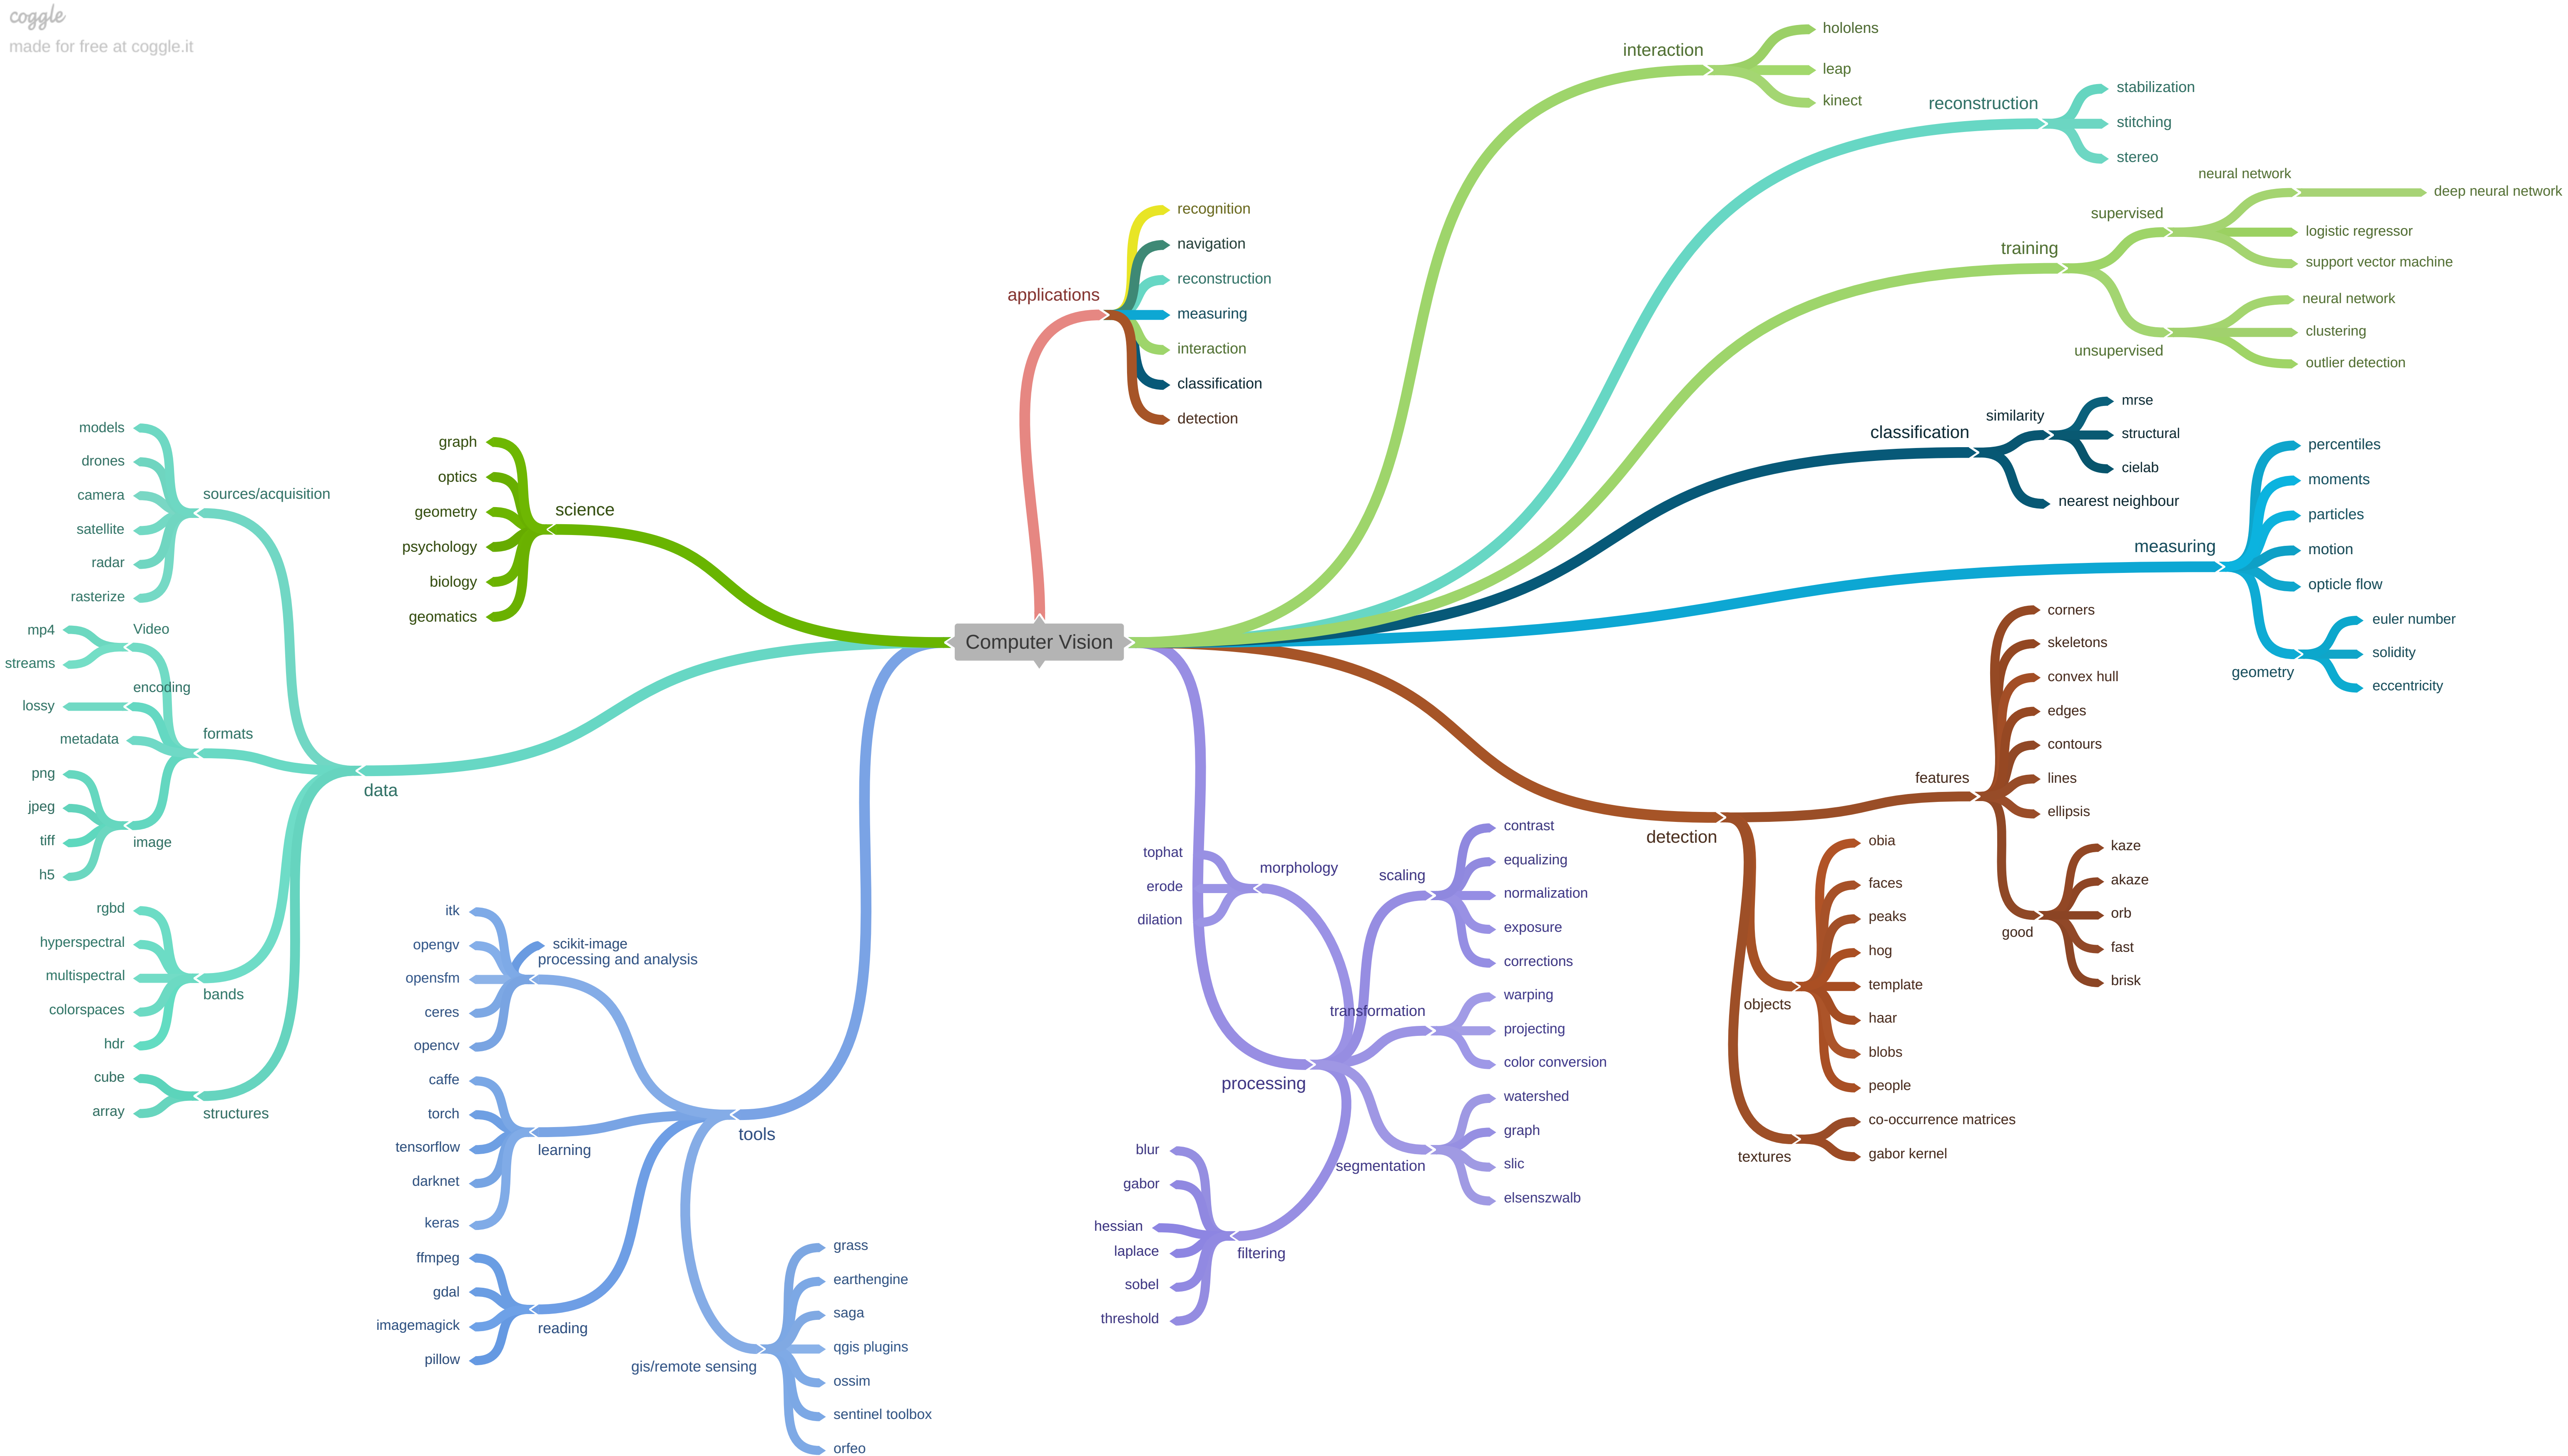 coggle
made for free at coggle.it
Computer Vision
applications
recognition
navigation
reconstruction
measuring
interaction
classification
detection
interaction
hololens
leap
kinect
reconstruction
stabilization
stitching
stereo
training
supervised
neural network
deep neural network
logistic regressor
support vector machine
unsupervised
neural network
clustering
outlier detection
classification
similarity
mrse
structural
cielab
nearest neighbour
measuring
percentiles
moments
particles
motion
opticle flow
geometry
euler number
solidity
eccentricity
detection
features
corners
skeletons
convex hull
edges
contours
lines
ellipsis
good
kaze
akaze
orb
fast
brisk
objects
obia
faces
peaks
hog
template
haar
blobs
people
textures
co-occurrence matrices
gabor kernel
processing
morphology
tophat
erode
dilation
scaling
contrast
equalizing
normalization
exposure
corrections
transformation
warping
projecting
color conversion
segmentation
watershed
graph
slic
elsenszwalb
filtering
blur
gabor
hessian
laplace
sobel
threshold
science
graph
optics
geometry
psychology
biology
geomatics
data
sources/acquisition
models
drones
camera
satellite
radar
rasterize
formats
Video
mp4
streams
encoding
lossy
metadata
image
png
jpeg
tiff
h5
bands
rgbd
hyperspectral
multispectral
colorspaces
hdr
structures
cube
array
tools
scikit-image
processing and analysis
itk
opengv
opensfm
ceres
opencv
learning
caffe
torch
tensorflow
darknet
keras
reading
ffmpeg
gdal
imagemagick
pillow
gis/remote sensing
grass
earthengine
saga
qgis plugins
ossim
sentinel toolbox
orfeo